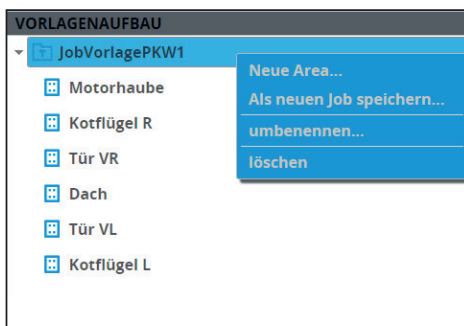 VORLAGENAUFBAU
JobVorlagePKW1
Neue Area...
Als neuen Job speichern...
umbenennen...
löschen
Motorhaube
Kotflügel R
Tür VR
Dach
Tür VL
Kotflügel L